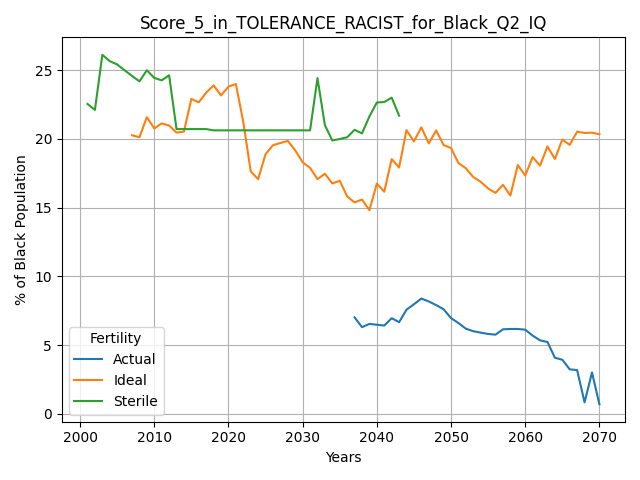 Score_5_in_TOLERANCE_RACIST_for_Black_Q2_IQ
% of Black Population
25
20
15
10
5
0
Fertility
Actual
Ideal
Sterile
2000 2010 2020 2030 2040 2050 2060 2070
Years